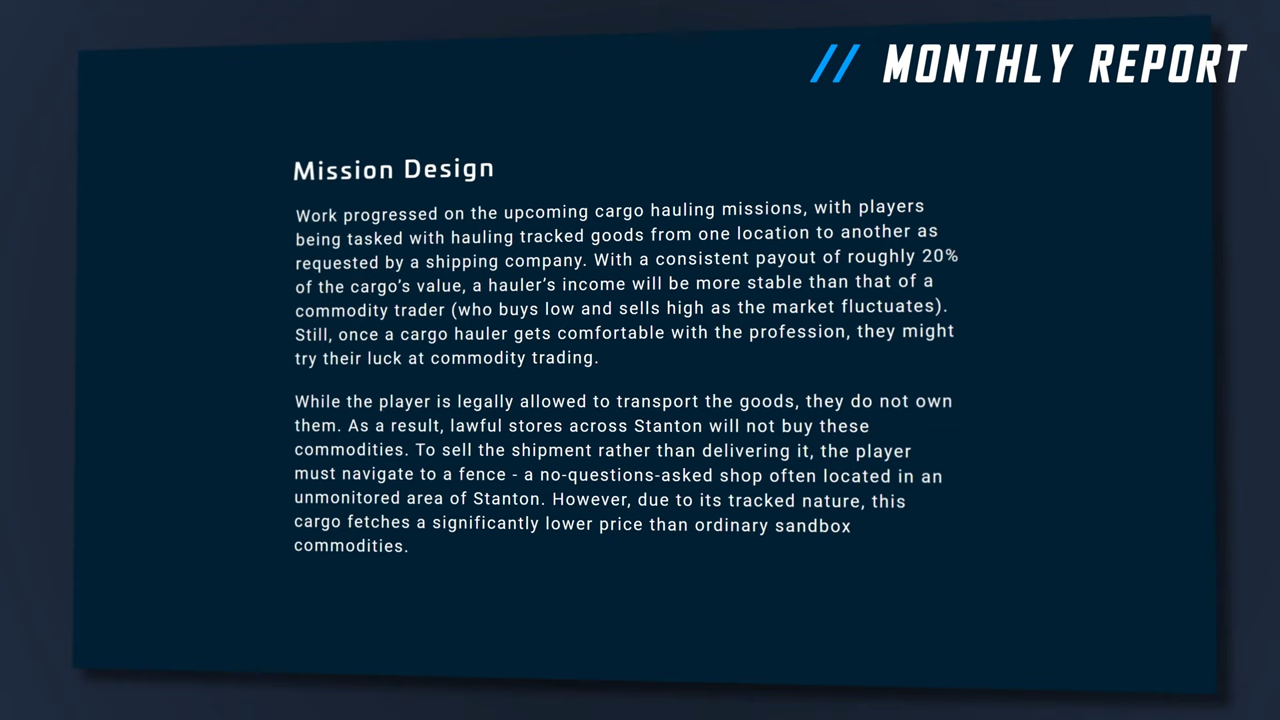 // MONTHLY REPORT
Mission Design
Work progressed on the upcoming cargo hauling missions, with players
being tasked with hauling tracked goods from one location to another as
requested by a shipping company. With a consistent payout of roughly 20%
of the cargo's value, a hauler's income will be more stable than that of a
commodity trader (who buys low and sells high as the market fluctuates).
Still, once a cargo hauler gets comfortable with the profession, they might
try their luck at commodity trading.
While the player is legally allowed to transport the goods, they do not own
them. As a result, lawful stores across Stanton will not buy these
commodities. To sell the shipment rather than delivering it, the player
must navigate to a fence - a no-questions-asked shop often located in an
unmonitored area of Stanton. However, due to its tracked nature, this
cargo fetches a significantly lower price than ordinary sandbox
commodities.